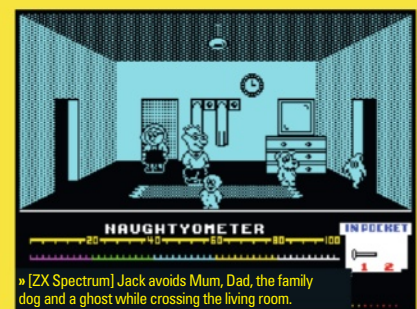 NAUGHTYOMETER
IN POCKET
20 40 60 80 100
1 2
» [ZX Spectrum] Jack avoids Mum, Dad, the family
dog and a ghost while crossing the living room.